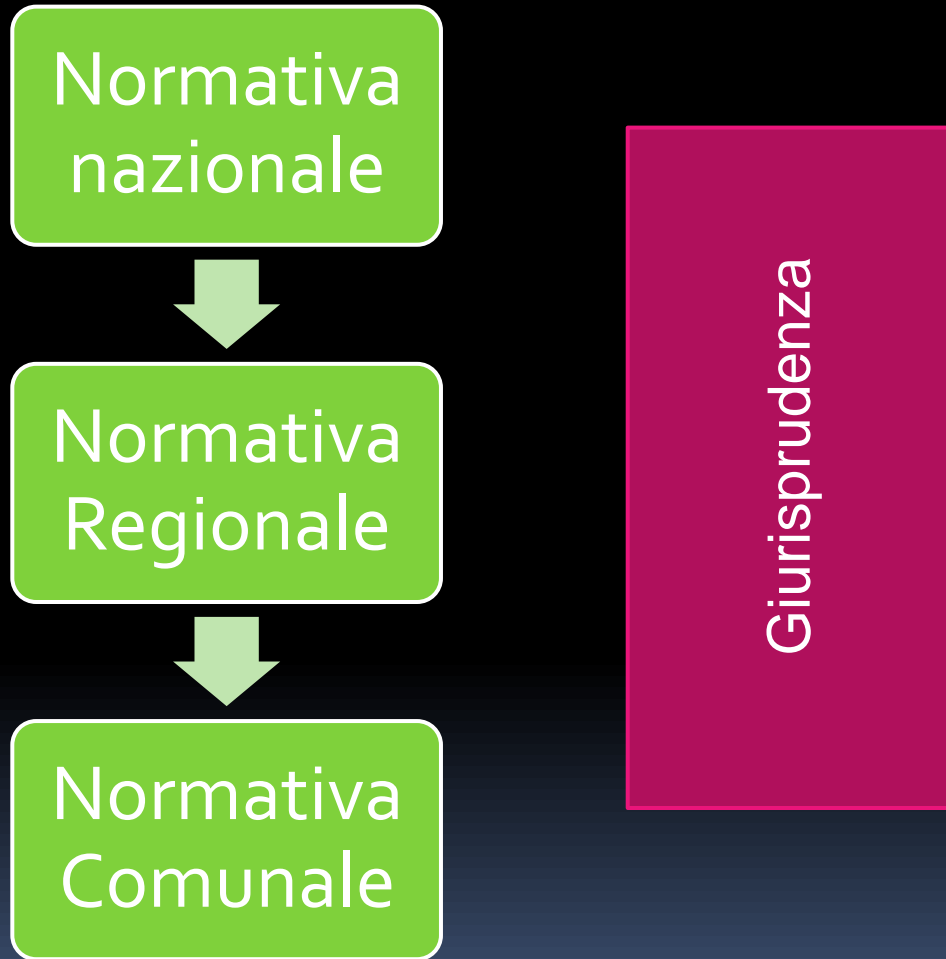 Normativa
nazionale
Normativa
Regionale
Normativa
Comunale
Giurisprudenza